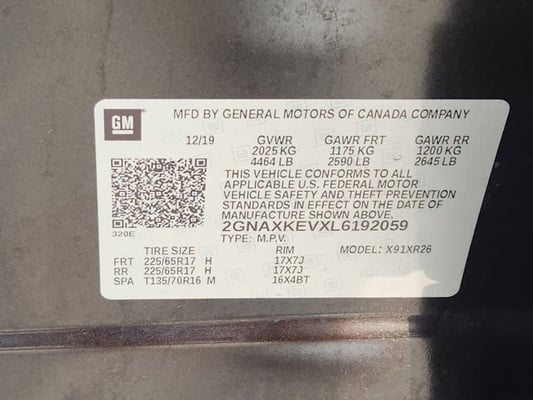 GM
MFD BY GENERAL MOTORS OF CANADA COMPANY
12/19 GVWR GAWR FRT GAWR RR
2025 KG 1175 KG 1200 KG
4464 LB 2590 LB 2645 LB
THIS VEHICLE CONFORMS TO ALL
APPLICABLE U.S. FEDERAL MOTOR
VEHICLE SAFETY AND THEFT PREVENTION
STANDARDS IN EFFECT ON THE DATE OF
MANUFACTURE SHOWN ABOVE.
320E
2GNAXKEVXL6192059
TYPE: M.P.V. MODEL: X91XR26
TIRE SIZE RIM
FRT 225/65R17 H 17X7J
RR 225/65R17 H 17X7J
SPA T135/70R16 M 16X4BT